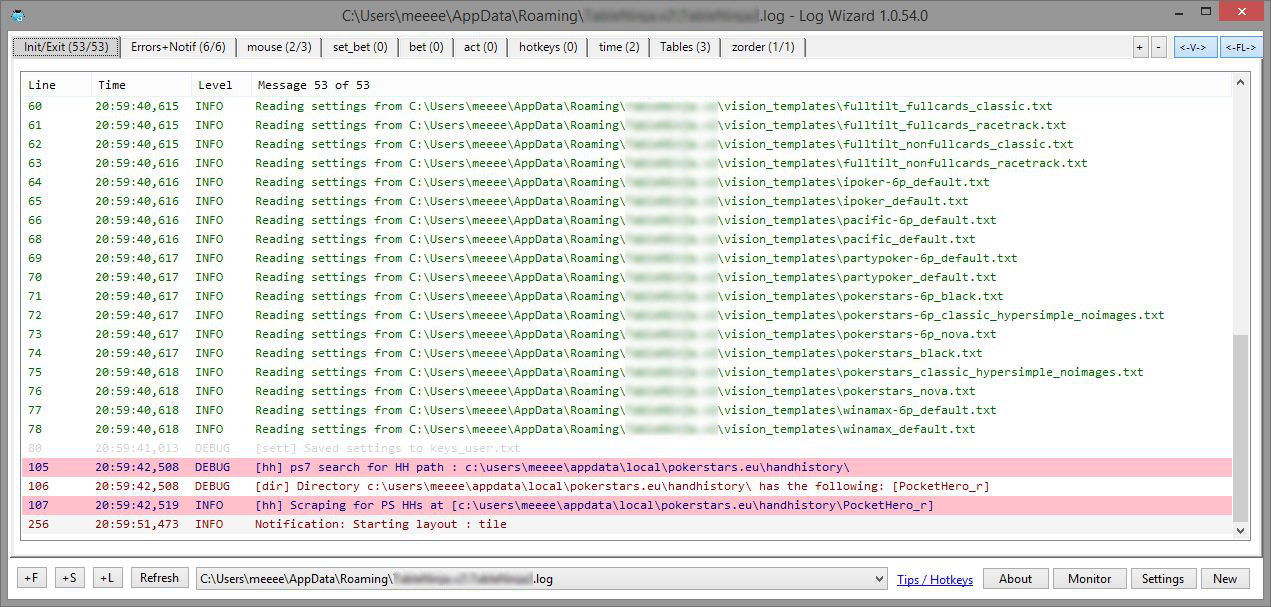 C:\Users\meeee\AppData\Roaming\ .log - Log Wizard 1.0.54.0
Init/Exit (53/53) Errors+Notif (6/6) mouse (2/3) set_bet (0) bet (0) act (0) hotkeys (0) time (2) Tables (3) zorder (1/1) + - <-V-> <-FL->
Line Time Level Message 53 of 53
60 20:59:40,615 INFO Reading settings from C:\Users\meeee\AppData\Roaming\ \vision_templates\fulltilt_fullcards_classic.txt
61 20:59:40,615 INFO Reading settings from C:\Users\meeee\AppData\Roaming\ \vision_templates\fulltilt_fullcards_racetrack.txt
62 20:59:40,615 INFO Reading settings from C:\Users\meeee\AppData\Roaming\ \vision_templates\fulltilt_nonfullcards_classic.txt
63 20:59:40,616 INFO Reading settings from C:\Users\meeee\AppData\Roaming\ \vision_templates\fulltilt_nonfullcards_racetrack.txt
64 20:59:40,616 INFO Reading settings from C:\Users\meeee\AppData\Roaming\ \vision_templates\ipoker-6p_default.txt
65 20:59:40,616 INFO Reading settings from C:\Users\meeee\AppData\Roaming\ \vision_templates\ipoker_default.txt
66 20:59:40,616 INFO Reading settings from C:\Users\meeee\AppData\Roaming\ \vision_templates\pacific-6p_default.txt
68 20:59:40,616 INFO Reading settings from C:\Users\meeee\AppData\Roaming\ \vision_templates\pacific_default.txt
69 20:59:40,616 INFO Reading settings from C:\Users\meeee\AppData\Roaming\ \vision_templates\partypoker-6p_default.txt
70 20:59:40,616 INFO Reading settings from C:\Users\meeee\AppData\Roaming\ \vision_templates\partypoker_default.txt
71 20:59:40,617 INFO Reading settings from C:\Users\meeee\AppData\Roaming\ \vision_templates\pokerstars-6p_black.txt
72 20:59:40,617 INFO Reading settings from C:\Users\meeee\AppData\Roaming\ \vision_templates\pokerstars-6p_classic_hypersimple_noimages.txt
73 20:59:40,617 INFO Reading settings from C:\Users\meeee\AppData\Roaming\ \vision_templates\pokerstars-6p_nova.txt
74 20:59:40,617 INFO Reading settings from C:\Users\meeee\AppData\Roaming\ \vision_templates\pokerstars_black.txt
75 20:59:40,618 INFO Reading settings from C:\Users\meeee\AppData\Roaming\ \vision_templates\pokerstars_classic_hypersimple_noimages.txt
76 20:59:40,618 INFO Reading settings from C:\Users\meeee\AppData\Roaming\ \vision_templates\pokerstars_nova.txt
77 20:59:40,618 INFO Reading settings from C:\Users\meeee\AppData\Roaming\ \vision_templates\winamax-6p_default.txt
78 20:59:40,618 INFO Reading settings from C:\Users\meeee\AppData\Roaming\ \vision_templates\winamax_default.txt
80 20:59:41,013 DEBUG [sett] Saved settings to keys_user.txt
105 20:59:42,508 DEBUG [hh] ps7 search for HH path : c:\users\meeee\appdata\local\pokerstars.eu\handhistory\
106 20:59:42,508 DEBUG [dir] Directory c:\users\meeee\appdata\local\pokerstars.eu\handhistory\ has the following: [PocketHero_r]
107 20:59:42,519 INFO [hh] Scraping for PS HHs at [c:\users\meeee\appdata\local\pokerstars.eu\handhistory\PocketHero_r]
256 20:59:51,473 INFO Notification: Starting layout : tile
+F +S +L Refresh C:\Users\meeee\AppData\Roaming\ .log Tips / Hotkeys About Monitor Settings New